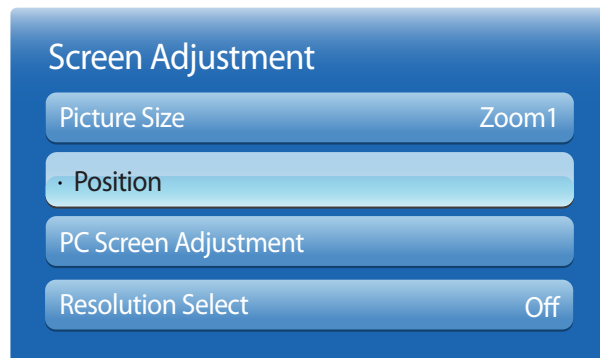 Screen Adjustment
Picture Size Zoom1
· Position
PC Screen Adjustment
Resolution Select Off